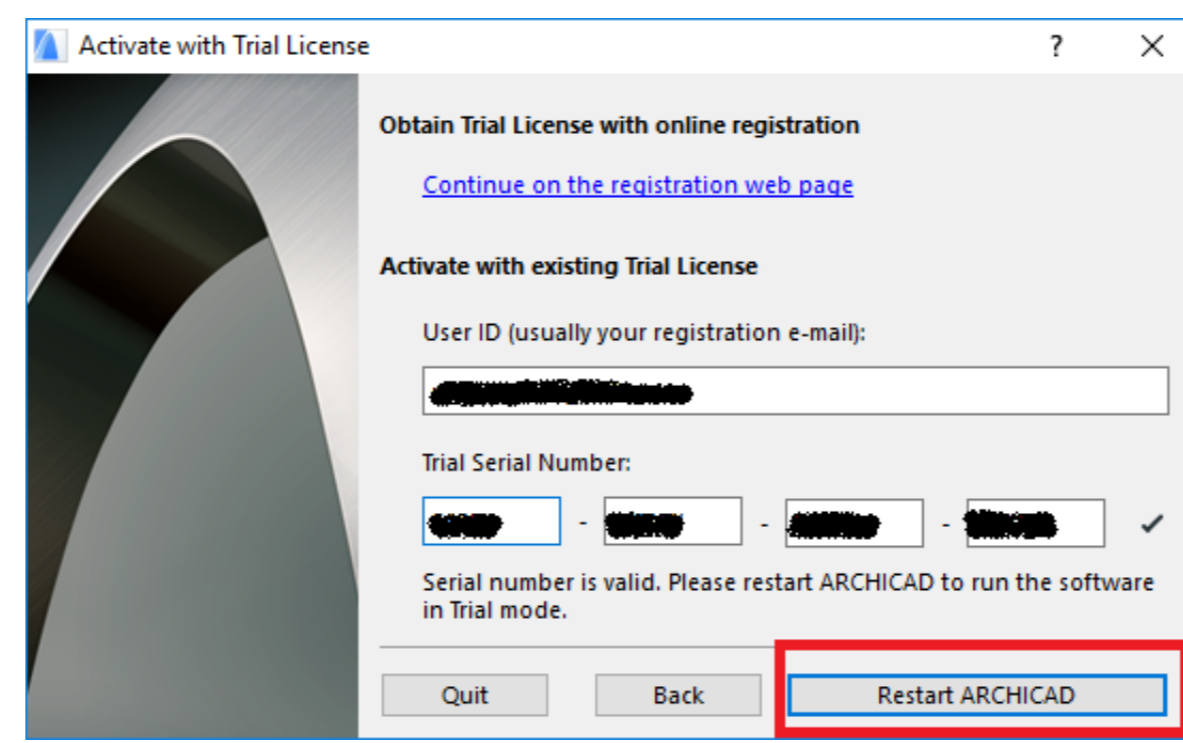 Activate with Trial License ?
Obtain Trial License with online registration
Continue on the registration web page
Activate with existing Trial License
User ID (usually your registration e-mail):
Trial Serial Number:
- - -
Serial number is valid. Please restart ARCHICAD to run the software
in Trial mode.
Quit Back Restart ARCHICAD